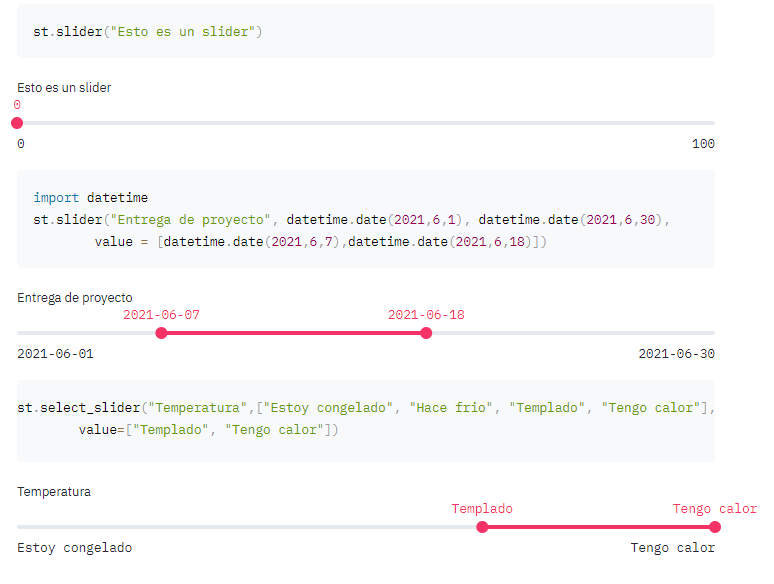 st.slider("Esto es un slider")
Esto es un slider
0
0 100
import datetime
st.slider("Entrega de proyecto", datetime.date(2021,6,1), datetime.date(2021,6,30),
value = [datetime.date(2021,6,7),datetime.date(2021,6,18)])
Entrega de proyecto
2021-06-07 2021-06-18
2021-06-01 2021-06-30
st.select_slider("Temperatura",["Estoy congelado", "Hace frio", "Templado", "Tengo calor"],
value=["Templado", "Tengo calor"])
Temperatura
Templado Tengo calor
Estoy congelado Tengo calor